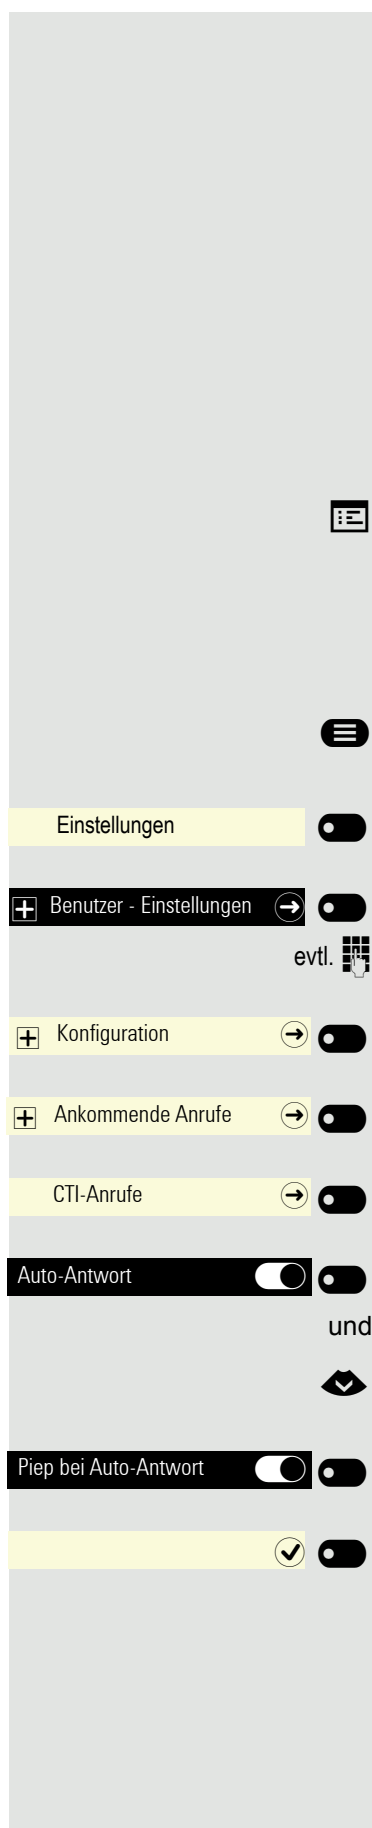 Einstellungen
Benutzer - Einstellungen
evtl.
Konfiguration
Ankommende Anrufe
CTI-Anrufe
Auto-Antwort
und
Piep bei Auto-Antwort